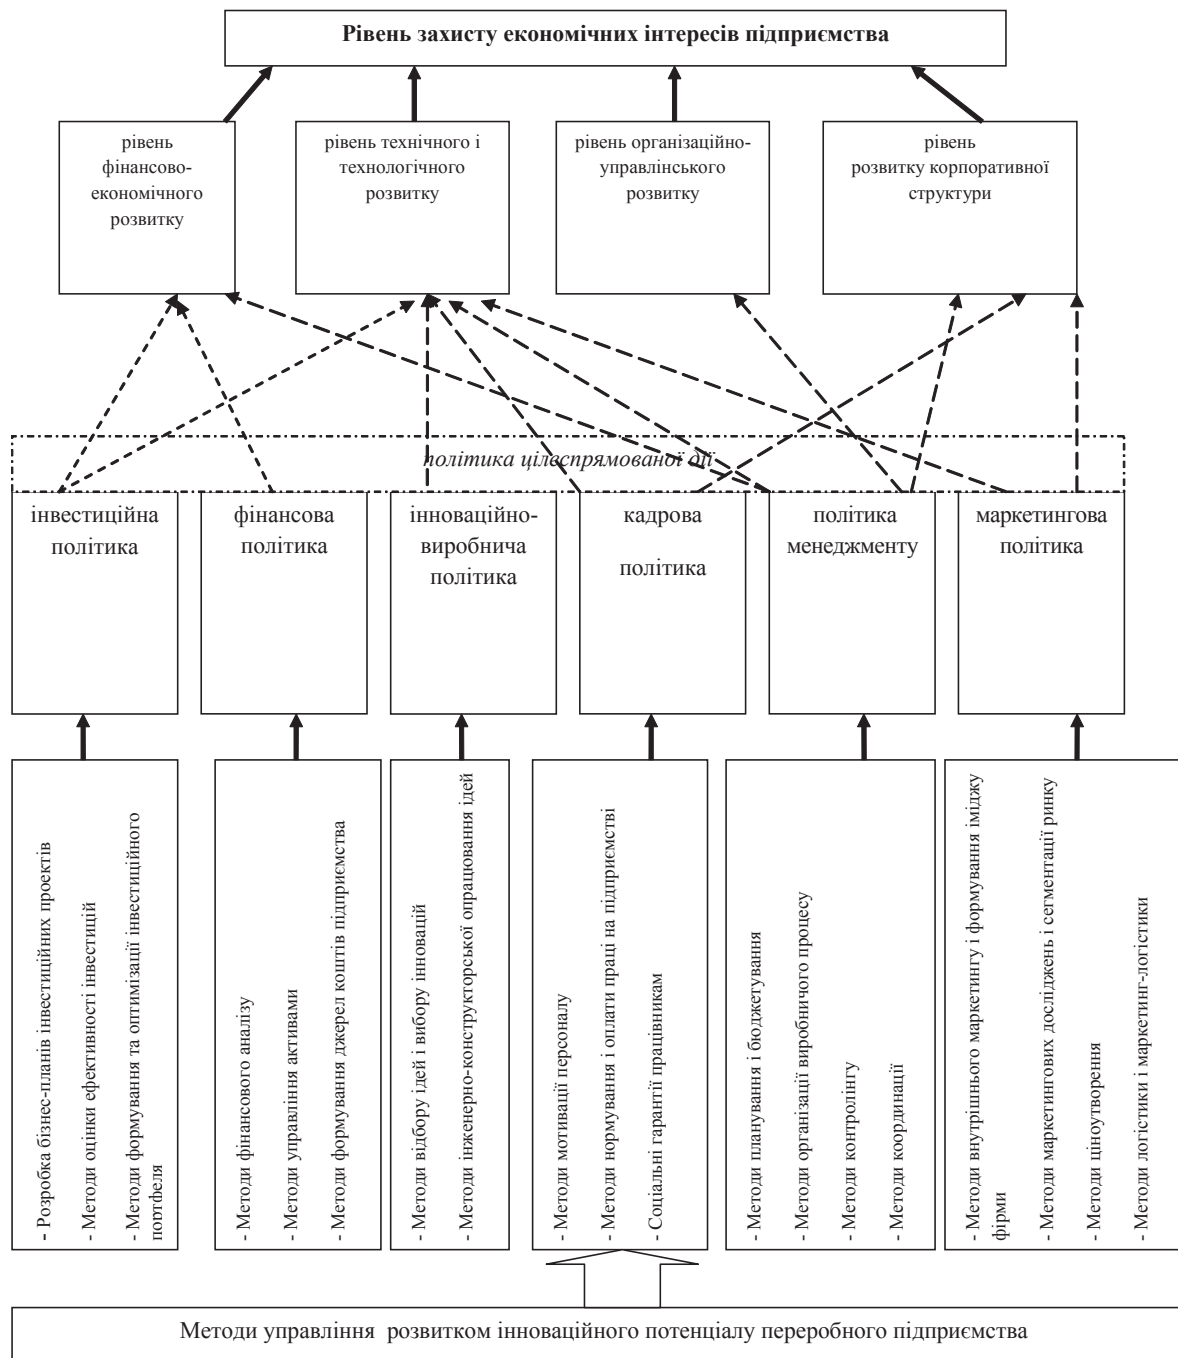 Рівень захисту економічних інтересів підприємства
рівень
фінансово-
економічного
розвитку
рівень технічного і
технологічного
розвитку
рівень організаційно-
управлінського
розвитку
рівень
розвитку корпоративної
структури
політика цілеспрямованої дії
інвестиційна
політика
фінансова
політика
інноваційно-
виробнича
політика
кадрова
політика
політика
менеджменту
маркетингова
політика
- Розробка бізнес-планів інвестиційних проектів
- Методи оцінки ефективності інвестицій
- Методи формування та оптимізації інвестиційного
портфеля
- Методи фінансового аналізу
- Методи управління активами
- Методи формування джерел коштів підприємства
- Методи відбору ідей і вибору інновацій
- Методи інженерно-конструкторської опрацювання ідей
- Методи мотивації персоналу
- Методи нормування і оплати праці на підприємстві
- Соціальні гарантії працівникам
- Методи планування і бюджетування
- Методи організації виробничого процесу
- Методи контролінгу
- Методи координації
- Методи внутрішнього маркетингу і формування іміджу
фірми
- Методи маркетингових досліджень і сегментації ринку
- Методи ціноутворення
- Методи логістики і маркетинг-логістики
Методи управління розвитком інноваційного потенціалу переробного підприємства